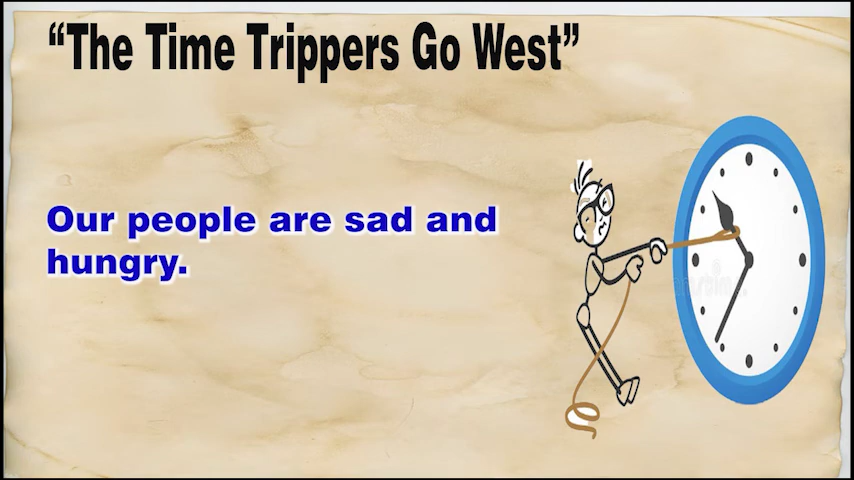 “The Time Trippers Go West”
Our people are sad and
hungry.